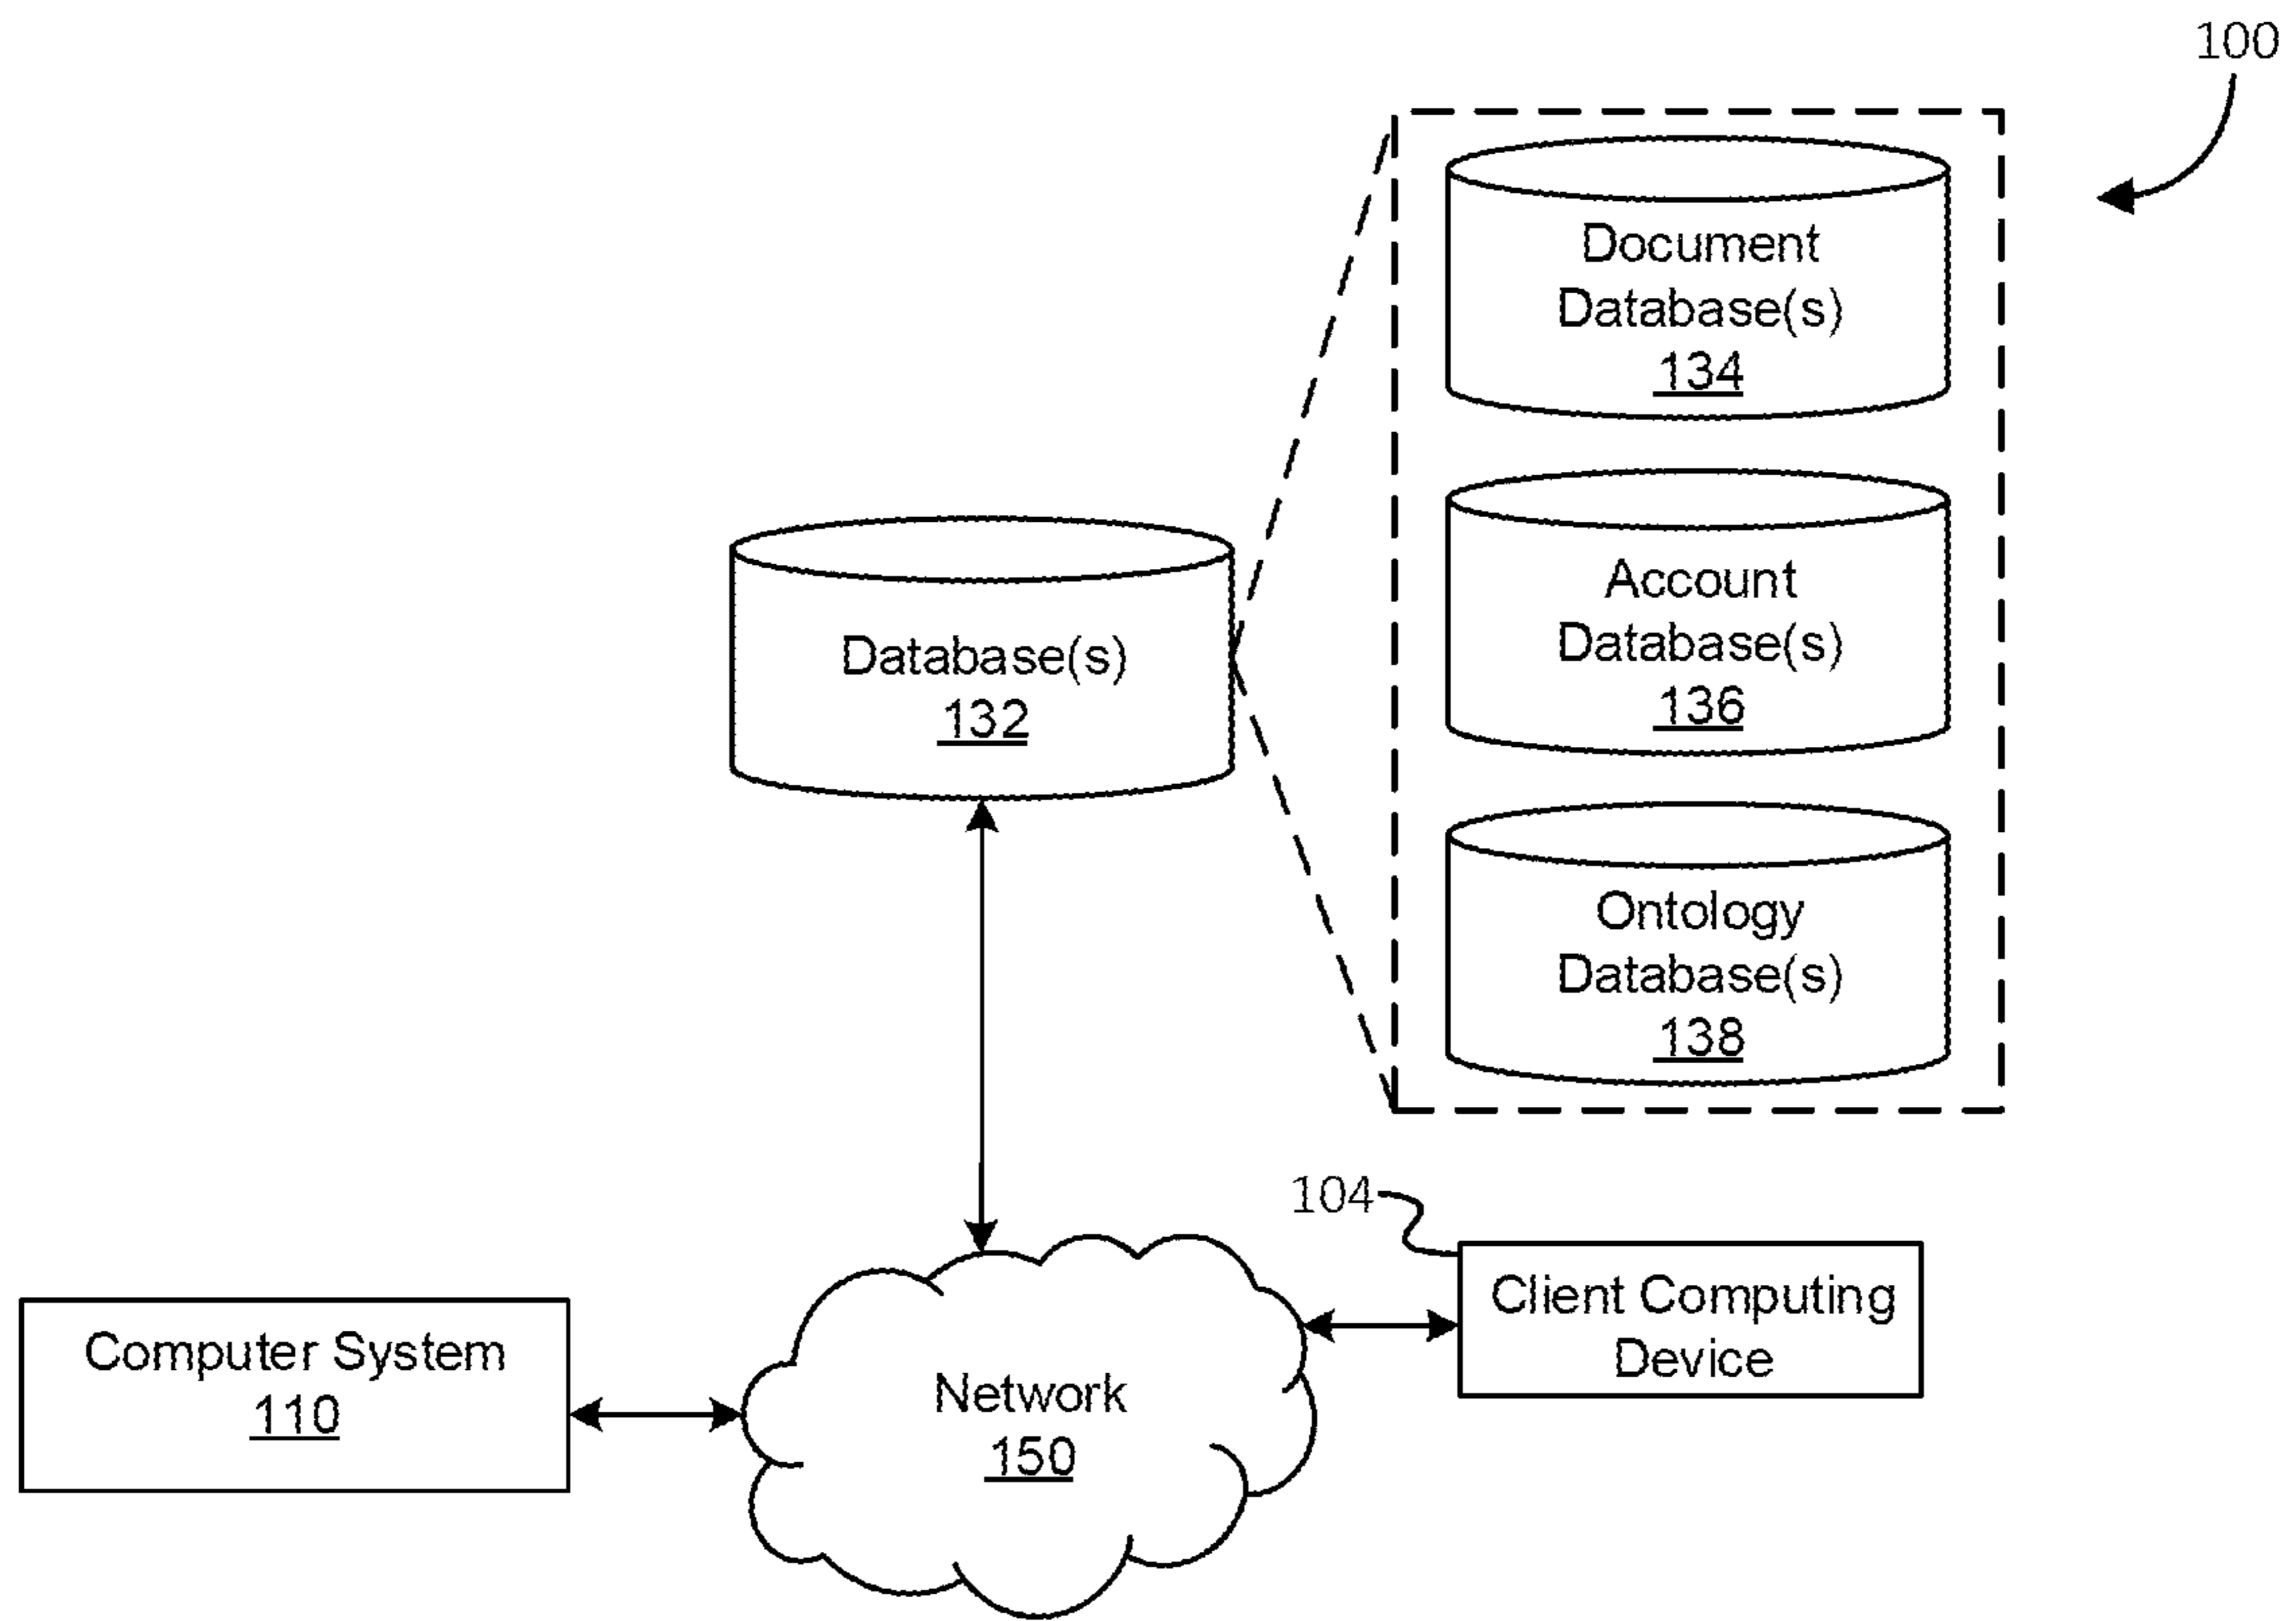 100
Document
Database(s)
134
Account
Database(s)
136
Database(s)
132
Ontology
Database(s)
138
104
Client Computing
Device
Computer System
110
Network
150